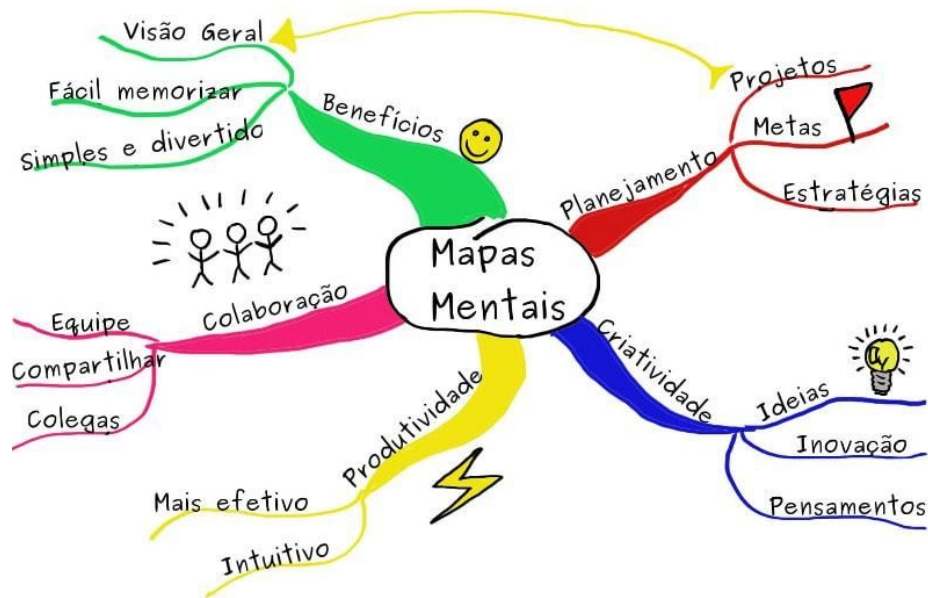 Mapas
Mentais
Benefícios
Visão Geral
Fácil memorizar
Simples e divertido
Planejamento
Projetos
Metas
Estratégias
Criatividade
Ideias
Inovação
Pensamentos
Produtividade
Mais efetivo
Intuitivo
Colaboração
Equipe
Compartilhar
Colegas